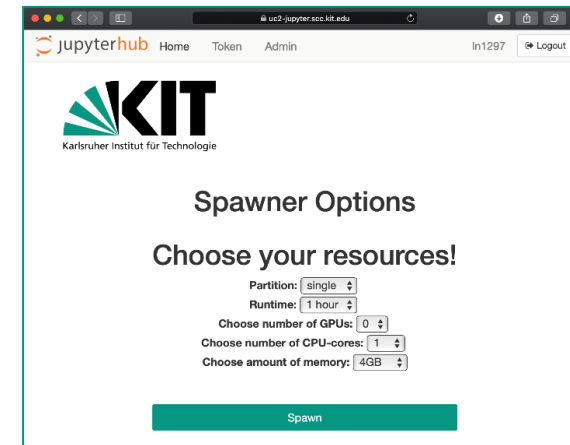 uc2-jupyter.scc.kit.edu
jupyterhub Home Token Admin ln1297 Logout
KIT
Karlsruher Institut für Technologie
Spawner Options
Choose your resources!
Partition: single
Runtime: 1 hour
Choose number of GPUs: 0
Choose number of CPU-cores: 1
Choose amount of memory: 4GB
Spawn